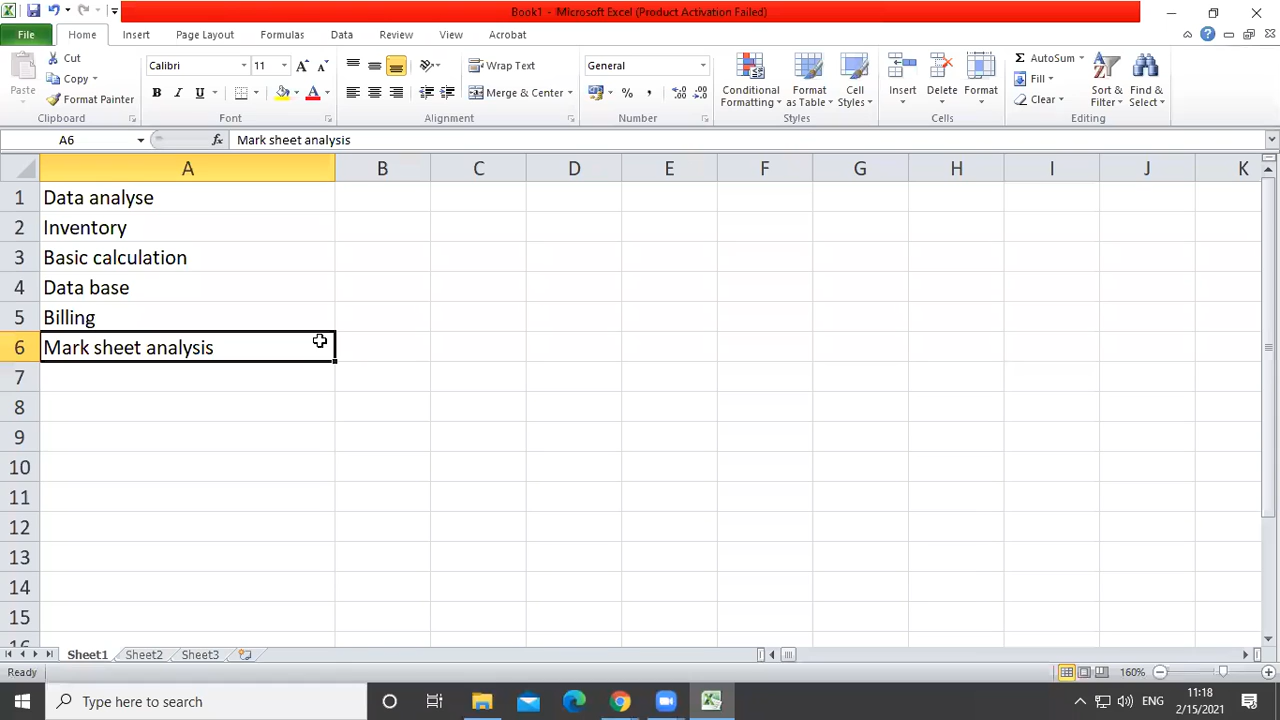 Book1 - Microsoft Excel (Product Activation Failed)
File Home Insert Page Layout Formulas Data Review View Acrobat
Paste Cut Copy Format Painter Clipboard
Calibri 11 B I U A Font
Wrap Text Merge & Center Alignment
General % , Number
Conditional Formatting Format as Table Cell Styles Styles
Insert Delete Format Cells
Σ AutoSum Fill Clear Sort & Filter Find & Select Editing
A6 fx Mark sheet analysis
A B C D E F G H I J K
1 Data analyse
2 Inventory
3 Basic calculation
4 Data base
5 Billing
6 Mark sheet analysis
7
8
9
10
11
12
13
14
15
16
Sheet1 Sheet2 Sheet3
Ready 160%
Type here to search ENG 11:18
2/15/2021